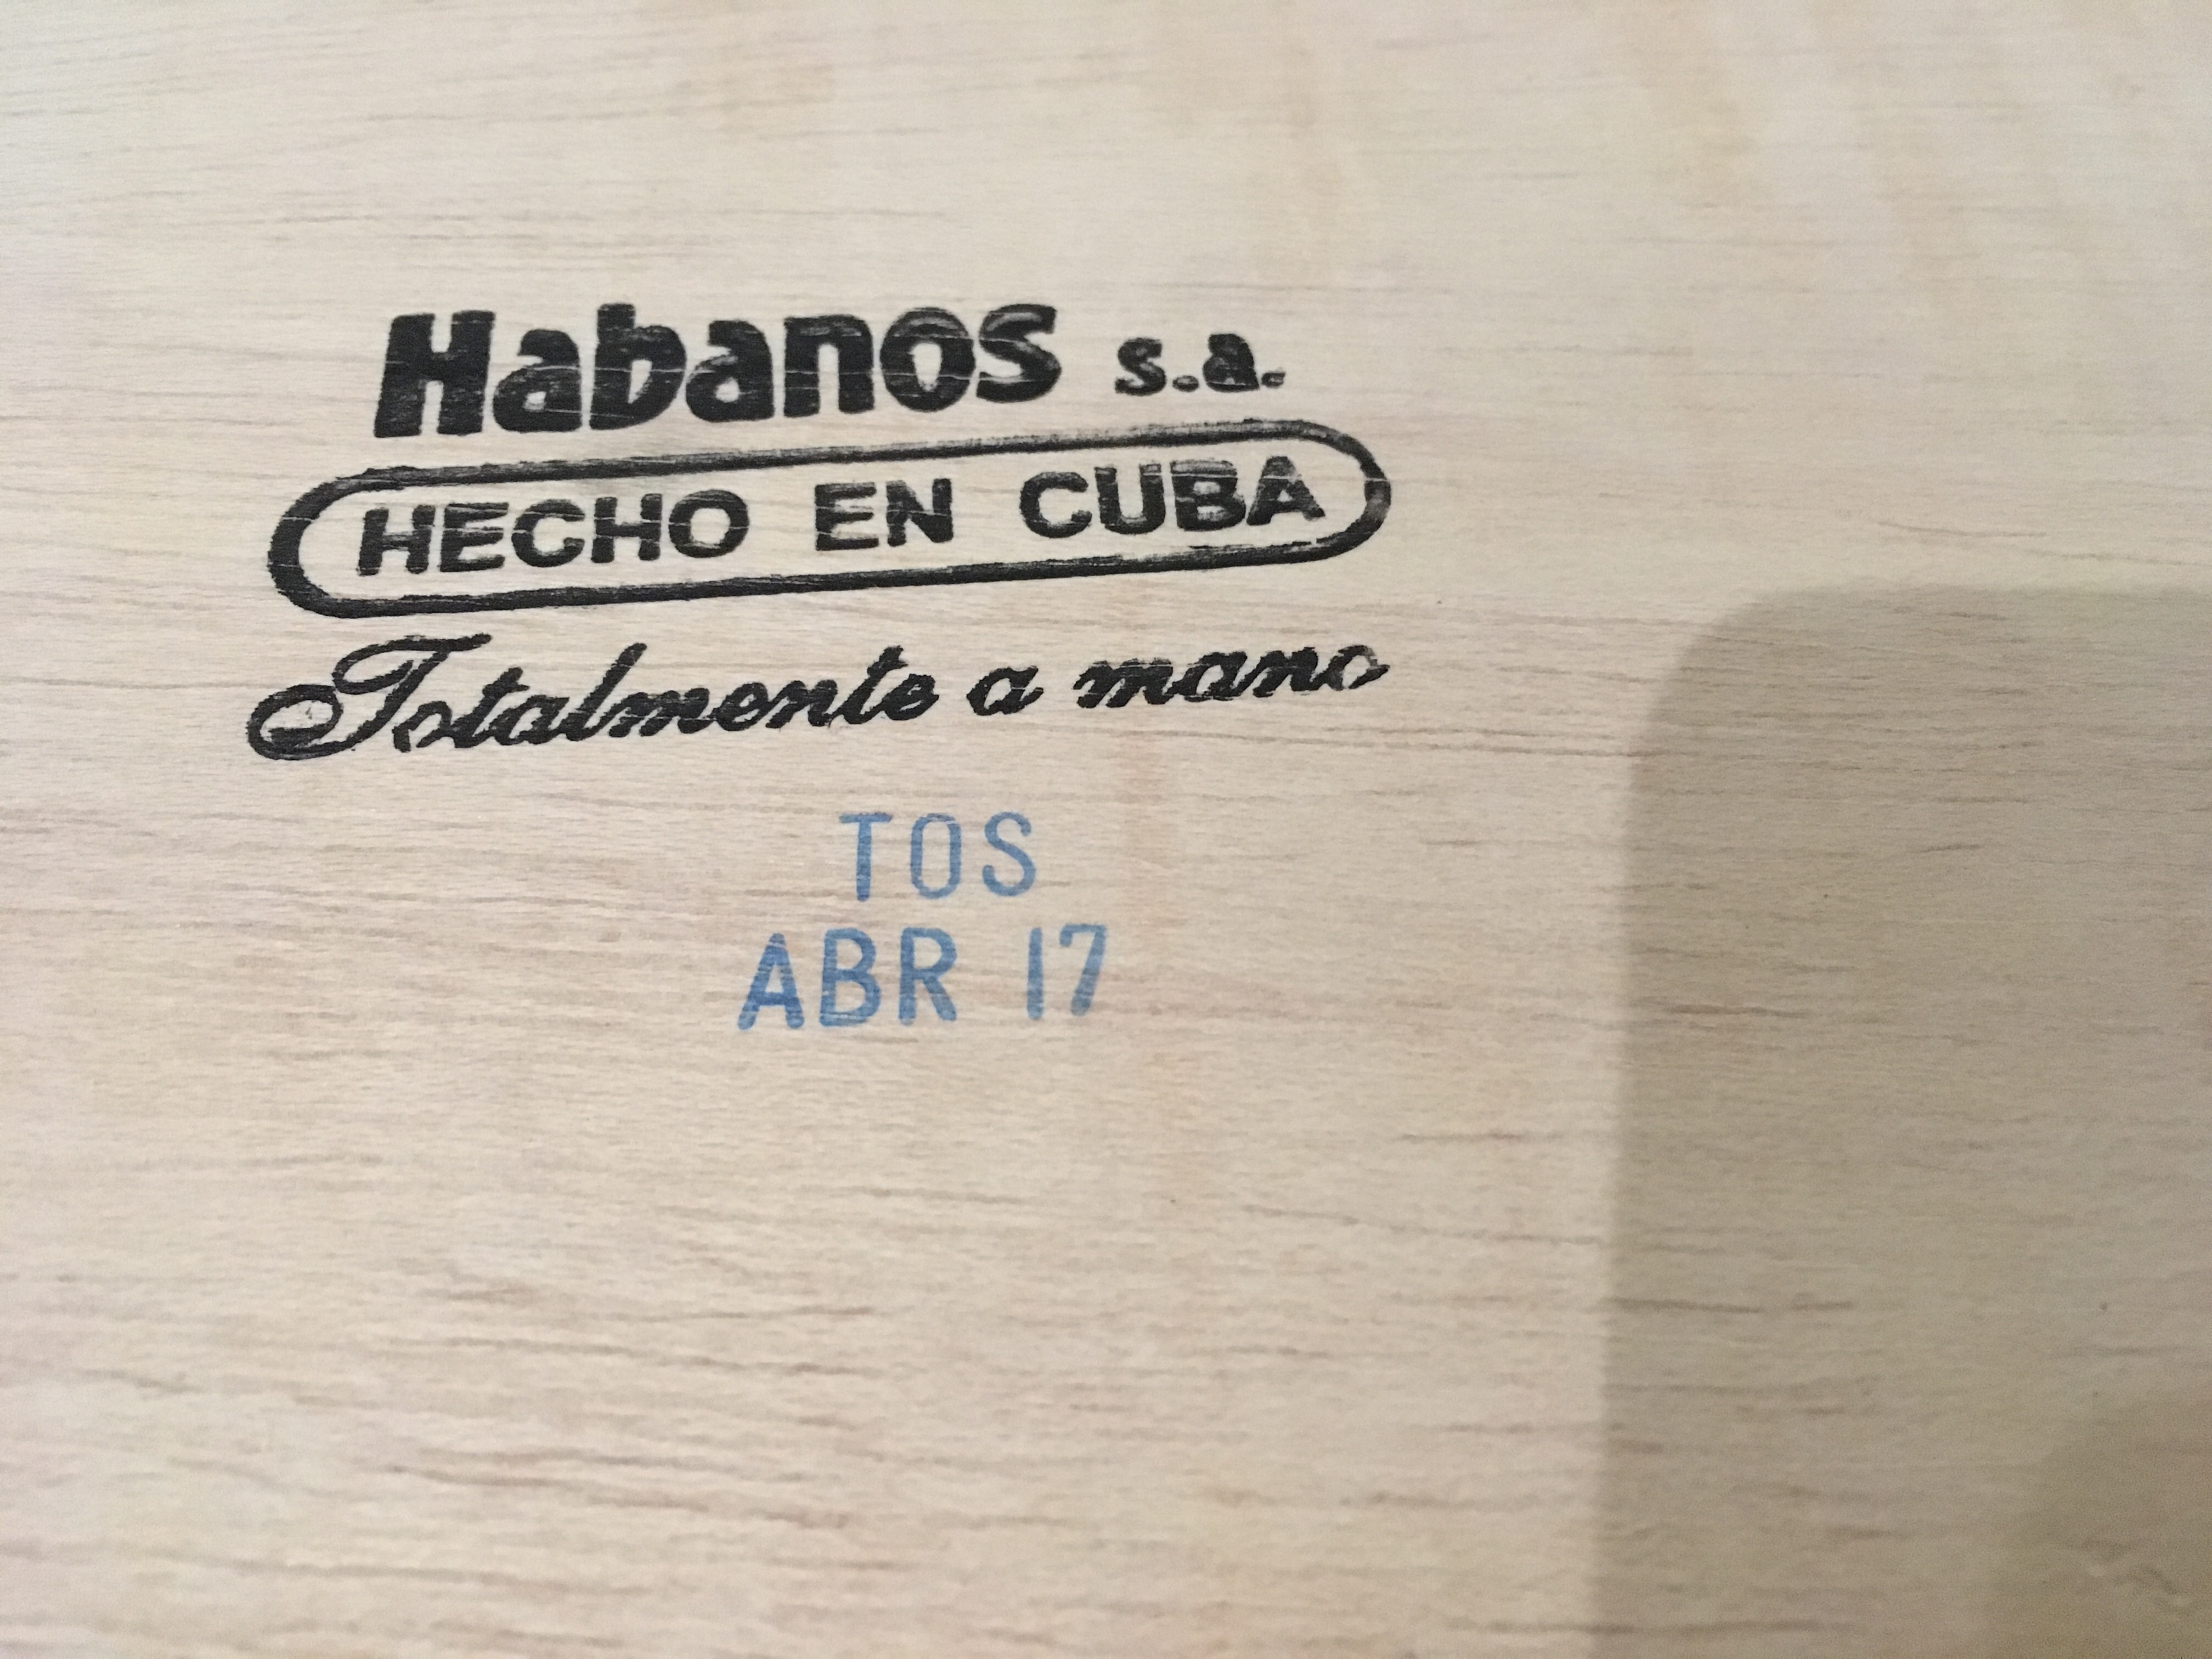 Habanos s.a.
HECHO EN CUBA
Totalmente a mano
TOS
ABR 17